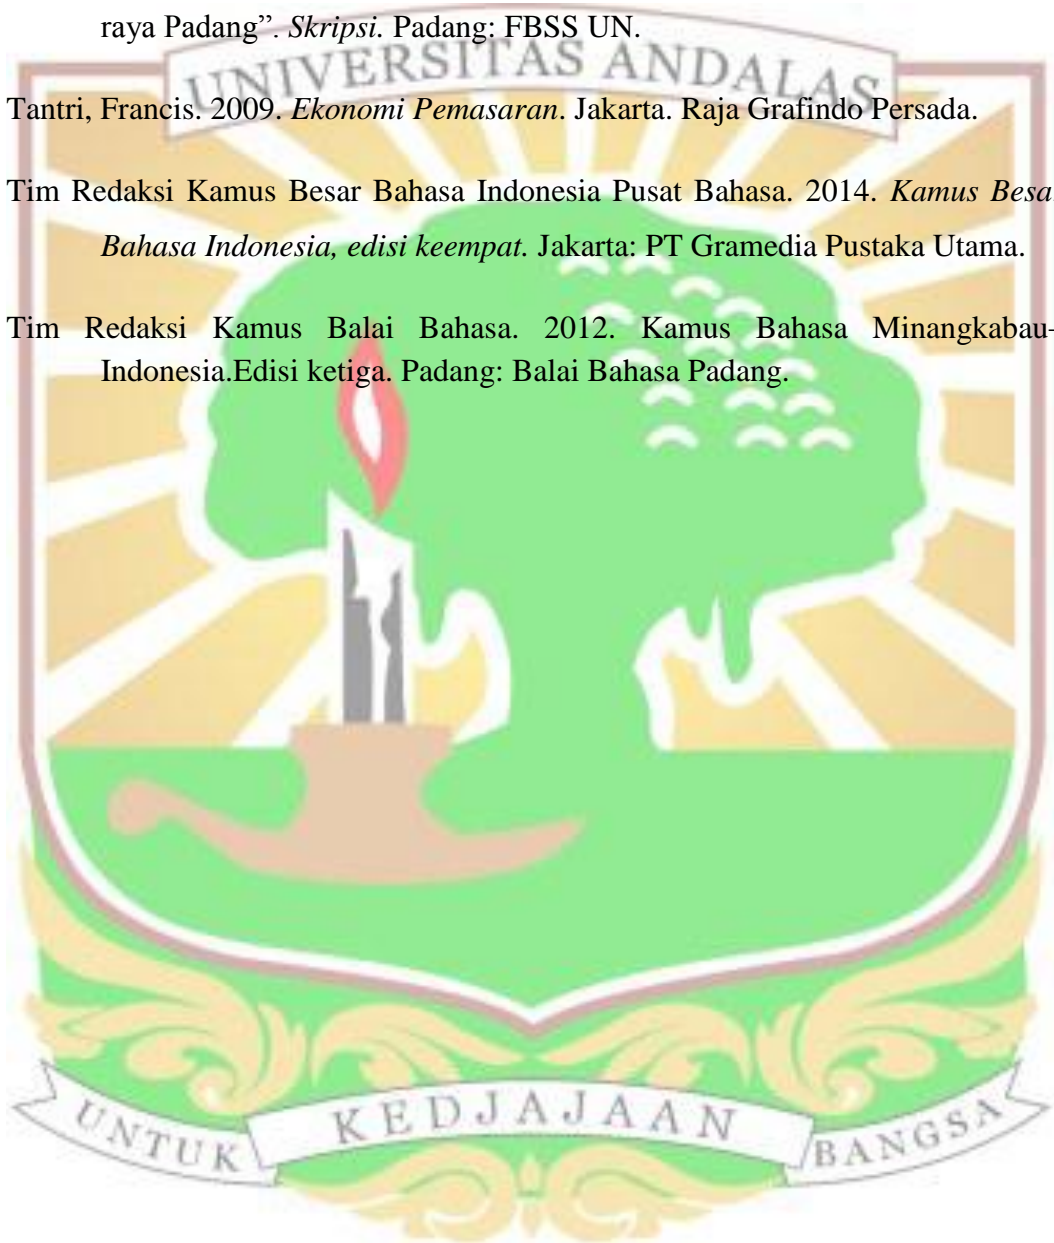 raya Padang”. Skripsi. Padang: FBSS UN.
UNIVERSITAS ANDALAS
Tantri, Francis. 2009. Ekonomi Pemasaran. Jakarta. Raja Grafindo Persada.
Tim Redaksi Kamus Besar Bahasa Indonesia Pusat Bahasa. 2014. Kamus Besa
Bahasa Indonesia, edisi keempat. Jakarta: PT Gramedia Pustaka Utama.
Tim Redaksi Kamus Balai Bahasa. 2012. Kamus Bahasa Minangkabau-
Indonesia.Edisi ketiga. Padang: Balai Bahasa Padang.
UNTUK KEDJAJAAN BANGSA